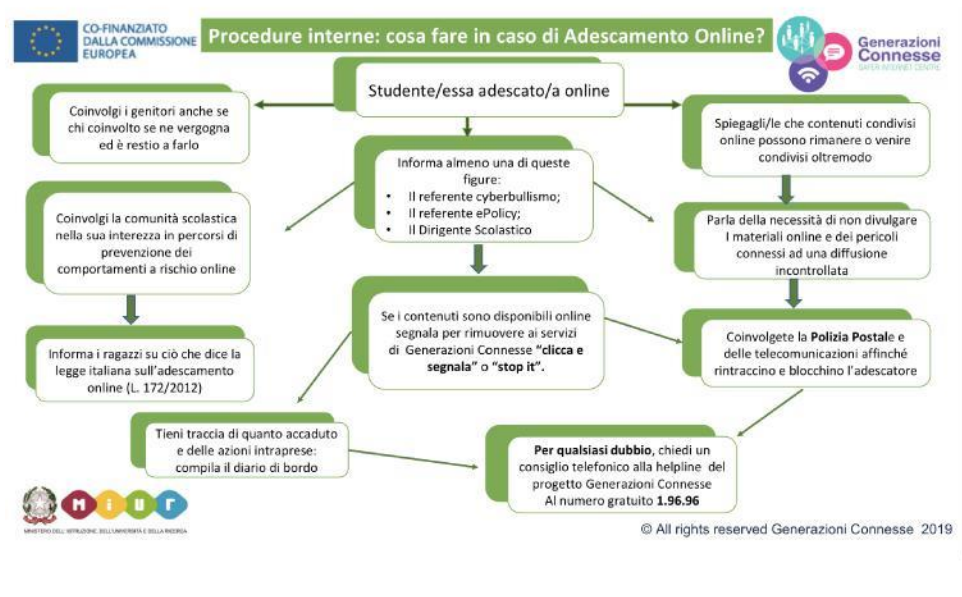 CO-FINANZIATO
DALLA COMMISSIONE
EUROPEA
Procedure interne: cosa fare in caso di Adescamento Online?
Generazioni
Connesse
SAFER INTERNET CENTRE
Studente/essa adescato/a online
Coinvolgi i genitori anche se
chi coinvolto se ne vergogna
ed è restio a farlo
Informa almeno una di queste
figure:
• Il referente cyberbullismo;
• Il referente ePolicy;
• Il Dirigente Scolastico
Spiegagli/le che contenuti condivisi
online possono rimanere o venire
condivisi oltremodo
Coinvolgi la comunità scolastica
nella sua interezza in percorsi di
prevenzione dei
comportamenti a rischio online
Parla della necessità di non divulgare
I materiali online e dei pericoli
connessi ad una diffusione
incontrollata
Se i contenuti sono disponibili online
segnala per rimuovere ai servizi
di Generazioni Connesse "clicca e
segnala" o "stop it".
Informa i ragazzi su ciò che dice la
legge italiana sull'adescamento
online (L. 172/2012)
Coinvolgete la Polizia Postale e
delle telecomunicazioni affinché
rintraccino e blocchino l'adescatore
Tieni traccia di quanto accaduto
e delle azioni intraprese:
compila il diario di bordo
Per qualsiasi dubbio, chiedi un
consiglio telefonico alla helpline del
progetto Generazioni Connesse
Al numero gratuito 1.96.96
miur
MINISTERO DELL'ISTRUZIONE, DELL'UNIVERSITÀ E DELLA RICERCA
© All rights reserved Generazioni Connesse 2019